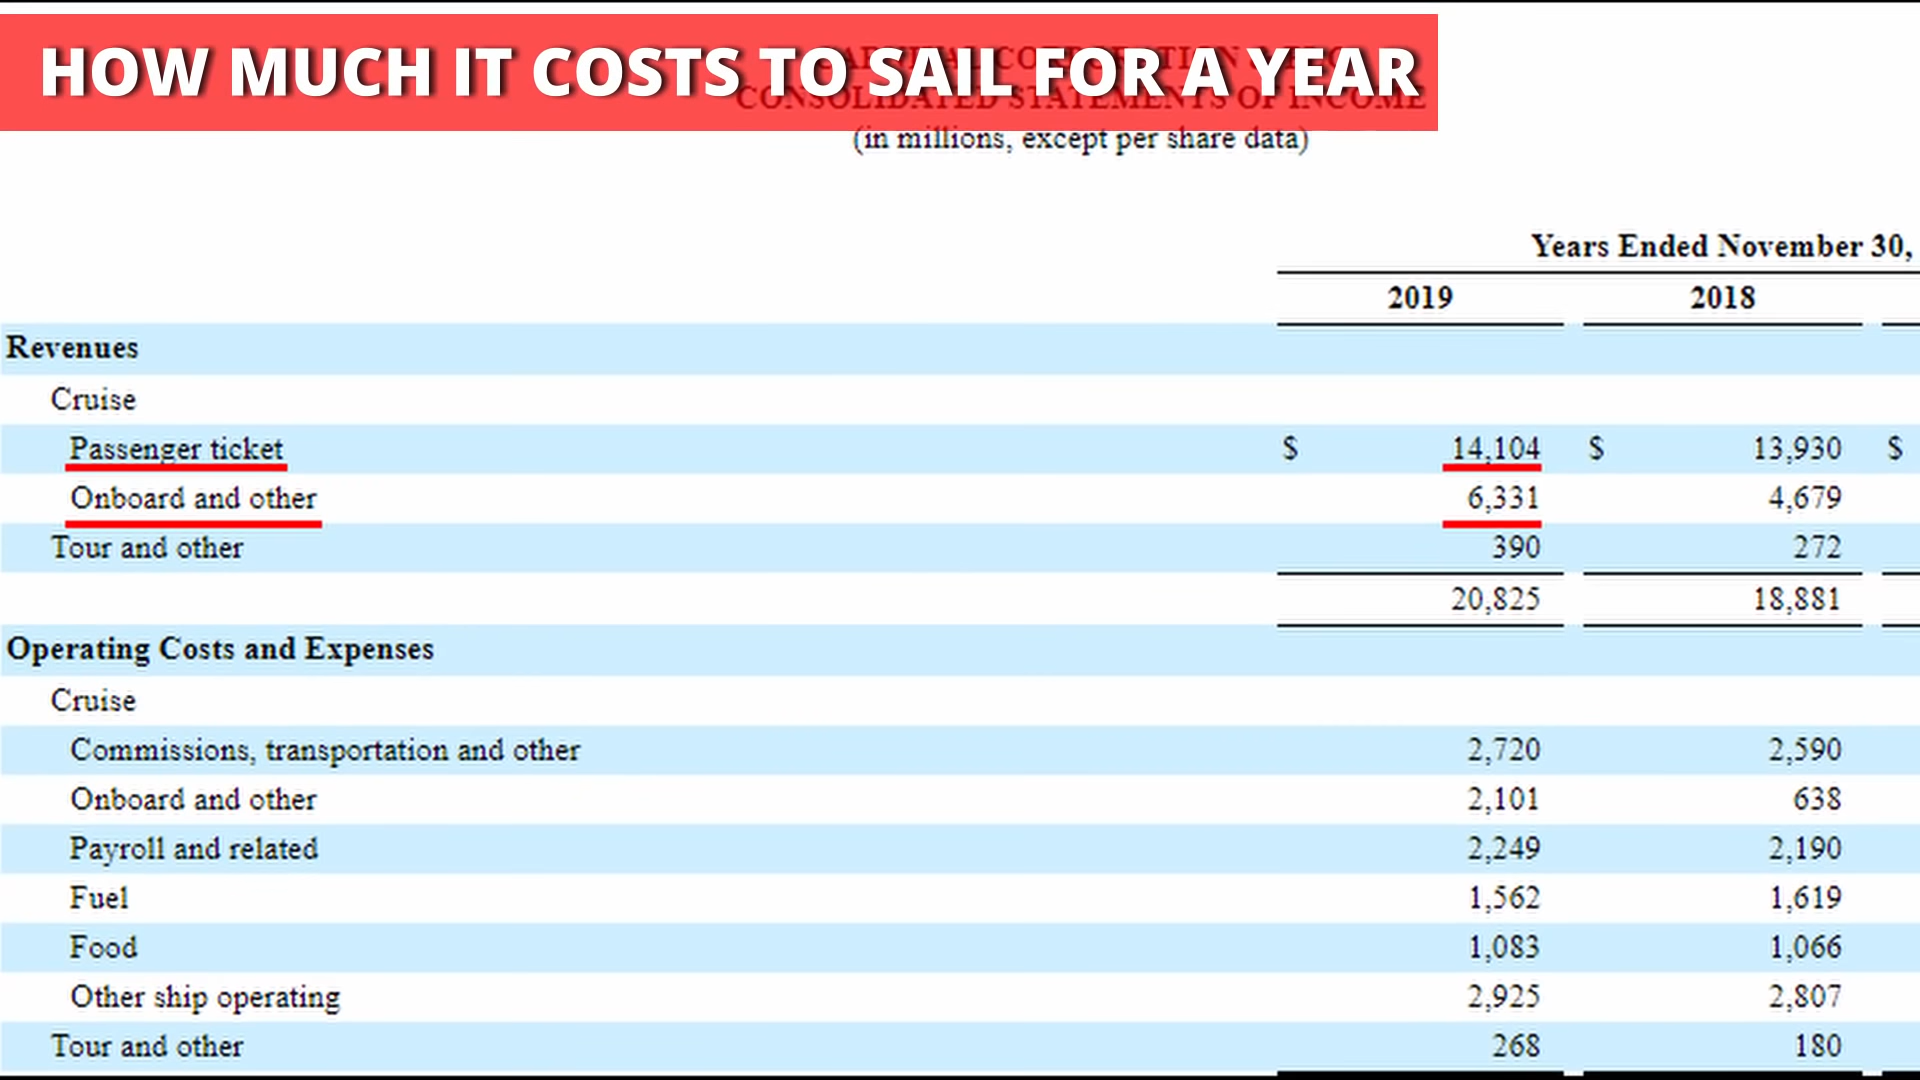 HOW MUCH IT COSTS TO SAIL FOR A YEAR
CONSOLIDATED STATEMENTS OF INCOME
(in millions, except per share data)
Years Ended November 30,
2019 2018
Revenues
Cruise
Passenger ticket $ 14,104 $ 13,930 $
Onboard and other 6,331 4,679
Tour and other 390 272
20,825 18,881
Operating Costs and Expenses
Cruise
Commissions, transportation and other 2,720 2,590
Onboard and other 2,101 638
Payroll and related 2,249 2,190
Fuel 1,562 1,619
Food 1,083 1,066
Other ship operating 2,925 2,807
Tour and other 268 180